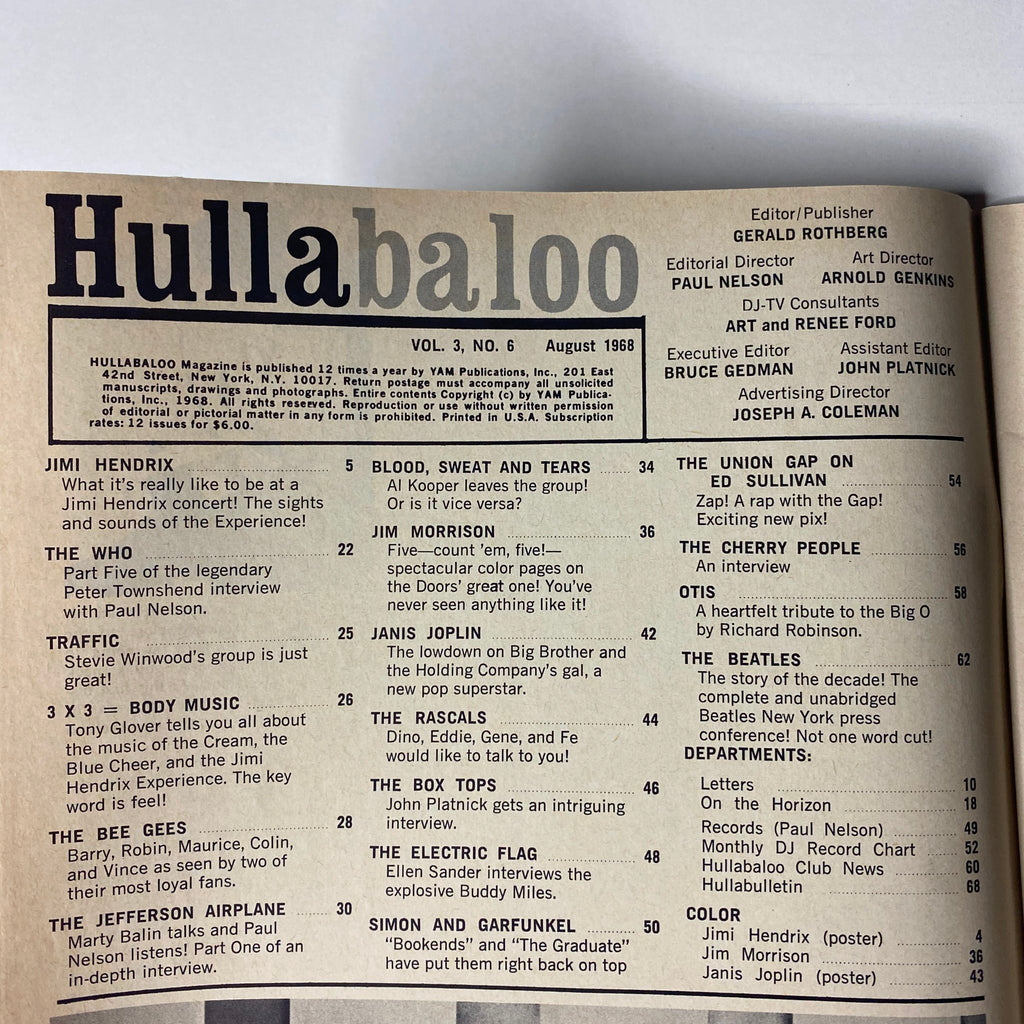 Hullabaloo
VOL. 3, NO. 6 August 1968
HULLABALOO Magazine is published 12 times a year by YAM Publications, Inc., 201 East
42nd Street, New York, N.Y. 10017. Return postage must accompany all unsolicited
manuscripts, drawings and photographs. Entire contents Copyright (c) by YAM Publica-
tions, Inc., 1968. All rights reserved. Reproduction or use without written permission
of editorial or pictorial matter in any form is prohibited. Printed in U.S.A. Subscription
rates: 12 issues for $6.00.
Editor/Publisher
GERALD ROTHBERG
Editorial Director Art Director
PAUL NELSON ARNOLD GENKINS
DJ-TV Consultants
ART and RENEE FORD
Executive Editor Assistant Editor
BRUCE GEDMAN JOHN PLATNICK
Advertising Director
JOSEPH A. COLEMAN
JIMI HENDRIX 5
What it's really like to be at a
Jimi Hendrix concert! The sights
and sounds of the Experience!
THE WHO 22
Part Five of the legendary
Peter Townshend interview
with Paul Nelson.
TRAFFIC 25
Stevie Winwood's group is just
great!
3 X 3 = BODY MUSIC 26
Tony Glover tells you all about
the music of the Cream, the
Blue Cheer, and the Jimi
Hendrix Experience. The key
word is feel!
THE BEE GEES 28
Barry, Robin, Maurice, Colin,
and Vince as seen by two of
their most loyal fans.
THE JEFFERSON AIRPLANE 30
Marty Balin talks and Paul
Nelson listens! Part One of an
in-depth interview.
BLOOD, SWEAT AND TEARS 34
Al Kooper leaves the group!
Or is it vice versa?
JIM MORRISON 36
Five—count 'em, five!—
spectacular color pages on
the Doors' great one! You've
never seen anything like it!
JANIS JOPLIN 42
The lowdown on Big Brother and
the Holding Company's gal, a
new pop superstar.
THE RASCALS 44
Dino, Eddie, Gene, and Fe
would like to talk to you!
THE BOX TOPS 46
John Platnick gets an intriguing
interview.
THE ELECTRIC FLAG 48
Ellen Sander interviews the
explosive Buddy Miles.
SIMON AND GARFUNKEL 50
"Bookends" and "The Graduate"
have put them right back on top
THE UNION GAP ON
ED SULLIVAN 54
Zap! A rap with the Gap!
Exciting new pix!
THE CHERRY PEOPLE 56
An interview
OTIS 58
A heartfelt tribute to the Big O
by Richard Robinson.
THE BEATLES 62
The story of the decade! The
complete and unabridged
Beatles New York press
conference! Not one word cut!
DEPARTMENTS:
Letters 10
On the Horizon 18
Records (Paul Nelson) 49
Monthly DJ Record Chart 52
Hullabaloo Club News 60
Hullabulletin 68
COLOR
Jimi Hendrix (poster) 4
Jim Morrison 36
Janis Joplin (poster) 43